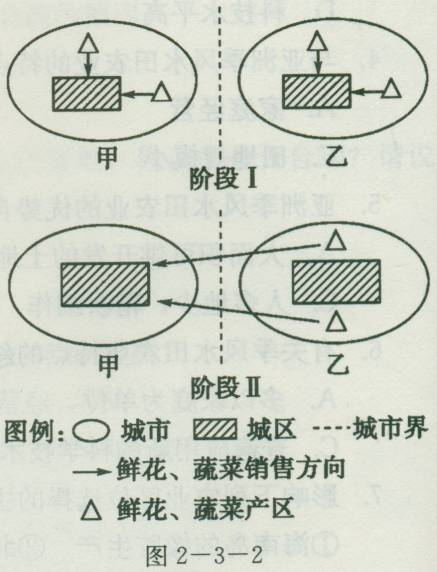 甲 乙
阶段Ⅰ
甲 乙
阶段Ⅱ
图例: 城市 城区 城市界
鲜花、蔬菜销售方向
鲜花、蔬菜产区
图2-3-2